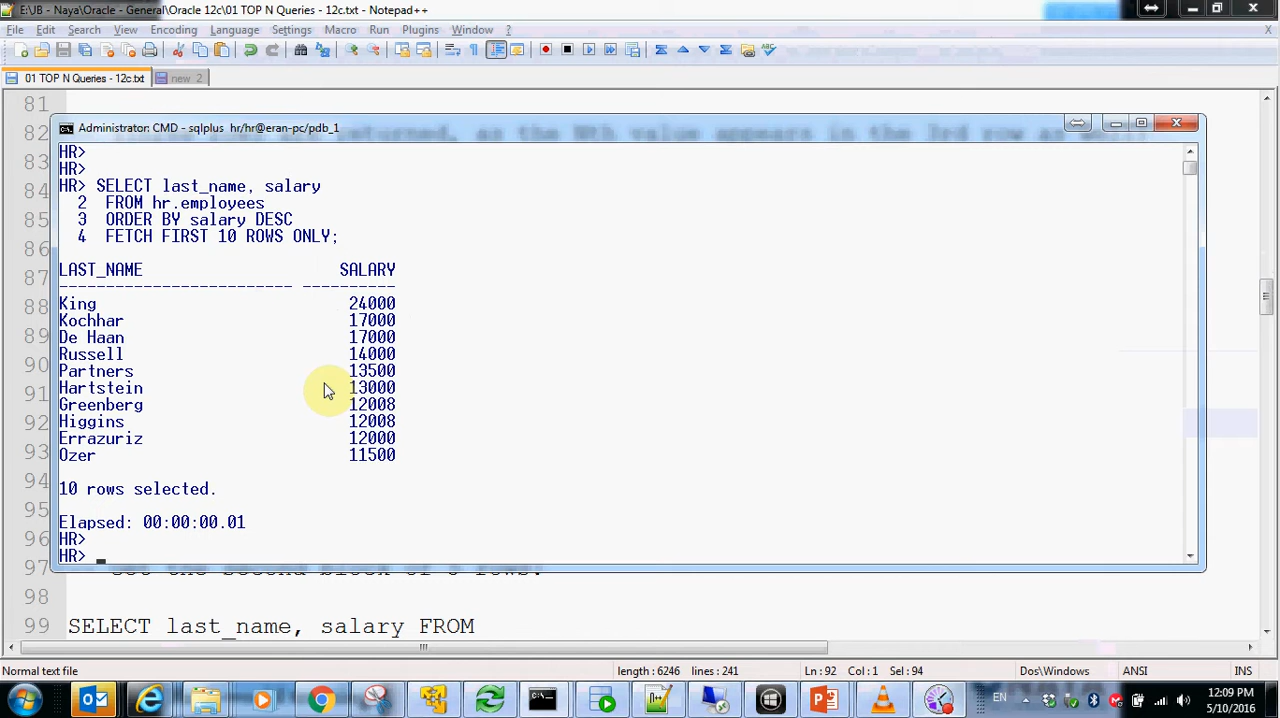 E:\JB - Naya\Oracle - General\Oracle 12c\01 TOP N Queries - 12c.txt - Notepad++
File Edit Search View Encoding Language Settings Macro Run Plugins Window ?
X
01 TOP N Queries - 12c.txt
new 2
81
82
83
84
85
86
87
88
89
90
91
92
93
94
95
96
97
98
99 SELECT last_name, salary FROM
Administrator: CMD - sqlplus hr/hr@eran-pc/pdb_1
HR>
HR>
HR> SELECT last_name, salary
2 FROM hr.employees
3 ORDER BY salary DESC
4 FETCH FIRST 10 ROWS ONLY;
LAST_NAME SALARY
------------------------- ----------
King 24000
Kochhar 17000
De Haan 17000
Russell 14000
Partners 13500
Hartstein 13000
Greenberg 12008
Higgins 12008
Errazuriz 12000
Ozer 11500
10 rows selected.
Elapsed: 00:00:00.01
HR>
HR> _
Normal text file length : 6246 lines : 241 Ln : 92 Col : 1 Sel : 94 Dos\Windows ANSI INS
EN 12:09 PM
5/10/2016